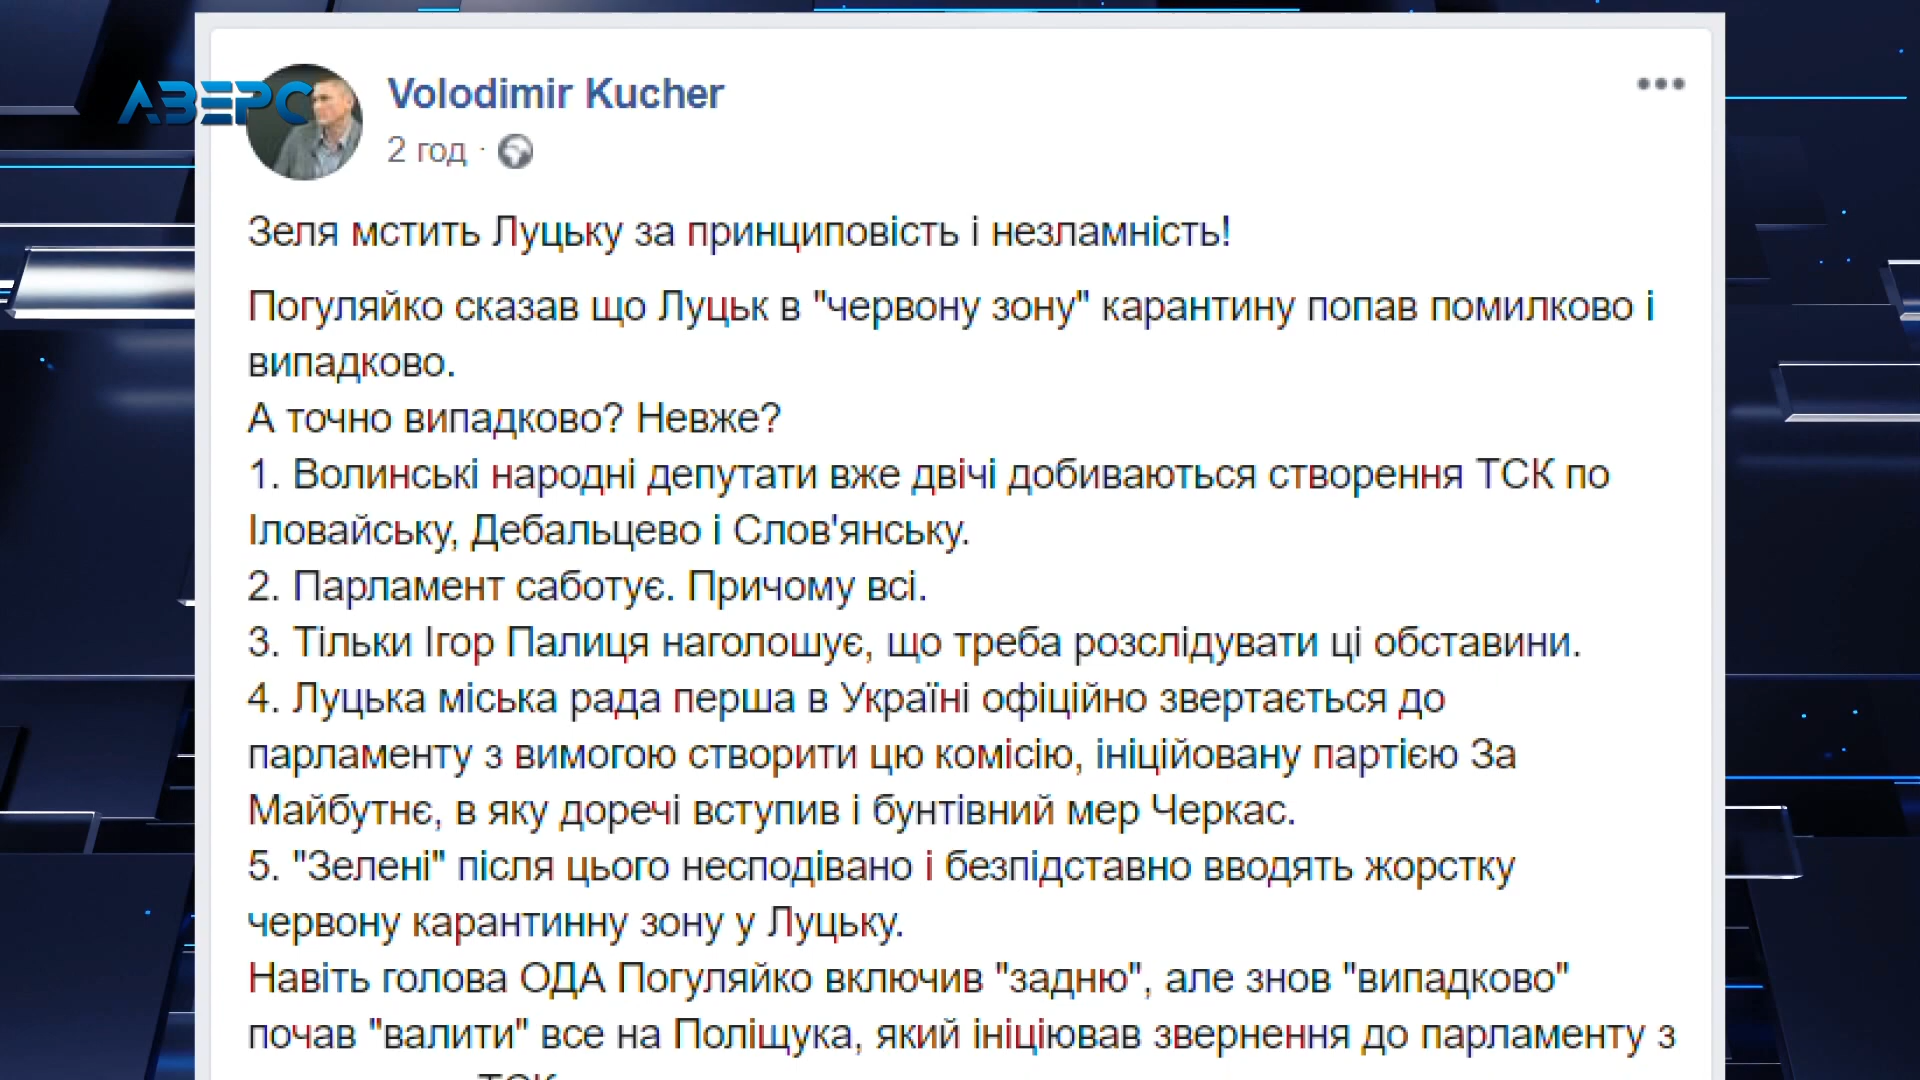 АВЕРС
Volodimir Kucher
2 год ·
Зеля мстить Луцьку за принциповість і незламність!
Погуляйко сказав що Луцьк в "червону зону" карантину попав помилково і
випадково.
А точно випадково? Невже?
1. Волинські народні депутати вже двічі добиваються створення ТСК по
Іловайську, Дебальцево і Слов'янську.
2. Парламент саботує. Причому всі.
3. Тільки Ігор Палиця наголошує, що треба розслідувати ці обставини.
4. Луцька міська рада перша в Україні офіційно звертається до
парламенту з вимогою створити цю комісію, ініційовану партією За
Майбутнє, в яку доречі вступив і бунтівний мер Черкас.
5. "Зелені" після цього несподівано і безпідставно вводять жорстку
червону карантинну зону у Луцьку.
Навіть голова ОДА Погуляйко включив "задню", але знов "випадково"
почав "валити" все на Поліщука, який ініціював звернення до парламенту з
ТСК